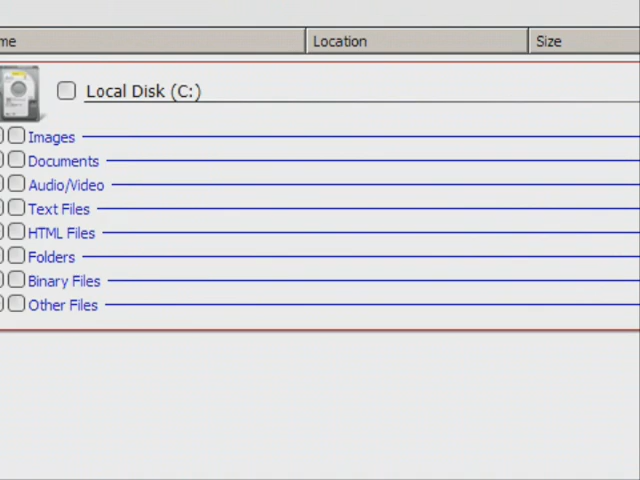 me Location Size
Local Disk (C:)
Images
Documents
Audio/Video
Text Files
HTML Files
Folders
Binary Files
Other Files